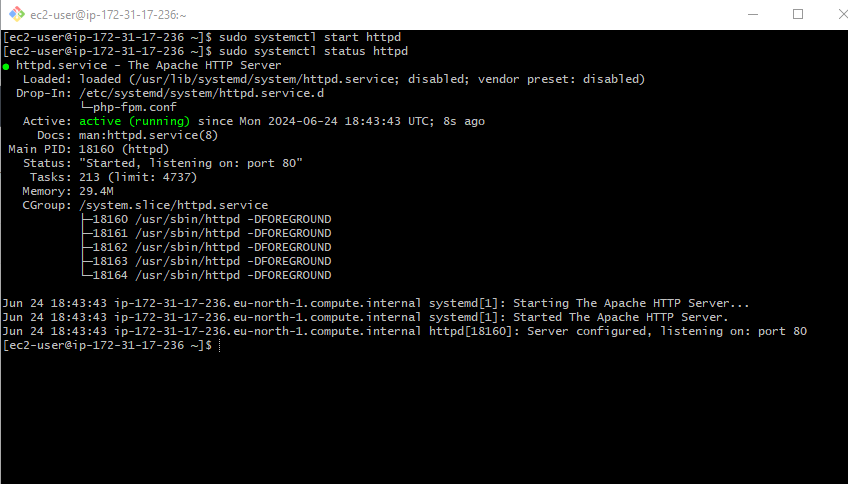 ec2-user@ip-172-31-17-236:~
[ec2-user@ip-172-31-17-236 ~]$ sudo systemctl start httpd
[ec2-user@ip-172-31-17-236 ~]$ sudo systemctl status httpd
● httpd.service - The Apache HTTP Server
   Loaded: loaded (/usr/lib/systemd/system/httpd.service; disabled; vendor preset: disabled)
  Drop-In: /etc/systemd/system/httpd.service.d
           └─php-fpm.conf
   Active: active (running) since Mon 2024-06-24 18:43:43 UTC; 8s ago
     Docs: man:httpd.service(8)
 Main PID: 18160 (httpd)
   Status: "Started, listening on: port 80"
    Tasks: 213 (limit: 4737)
   Memory: 29.4M
   CGroup: /system.slice/httpd.service
           ├─18160 /usr/sbin/httpd -DFOREGROUND
           ├─18161 /usr/sbin/httpd -DFOREGROUND
           ├─18162 /usr/sbin/httpd -DFOREGROUND
           ├─18163 /usr/sbin/httpd -DFOREGROUND
           └─18164 /usr/sbin/httpd -DFOREGROUND
Jun 24 18:43:43 ip-172-31-17-236.eu-north-1.compute.internal systemd[1]: Starting The Apache HTTP Server...
Jun 24 18:43:43 ip-172-31-17-236.eu-north-1.compute.internal systemd[1]: Started The Apache HTTP Server.
Jun 24 18:43:43 ip-172-31-17-236.eu-north-1.compute.internal httpd[18160]: Server configured, listening on: port 80
[ec2-user@ip-172-31-17-236 ~]$